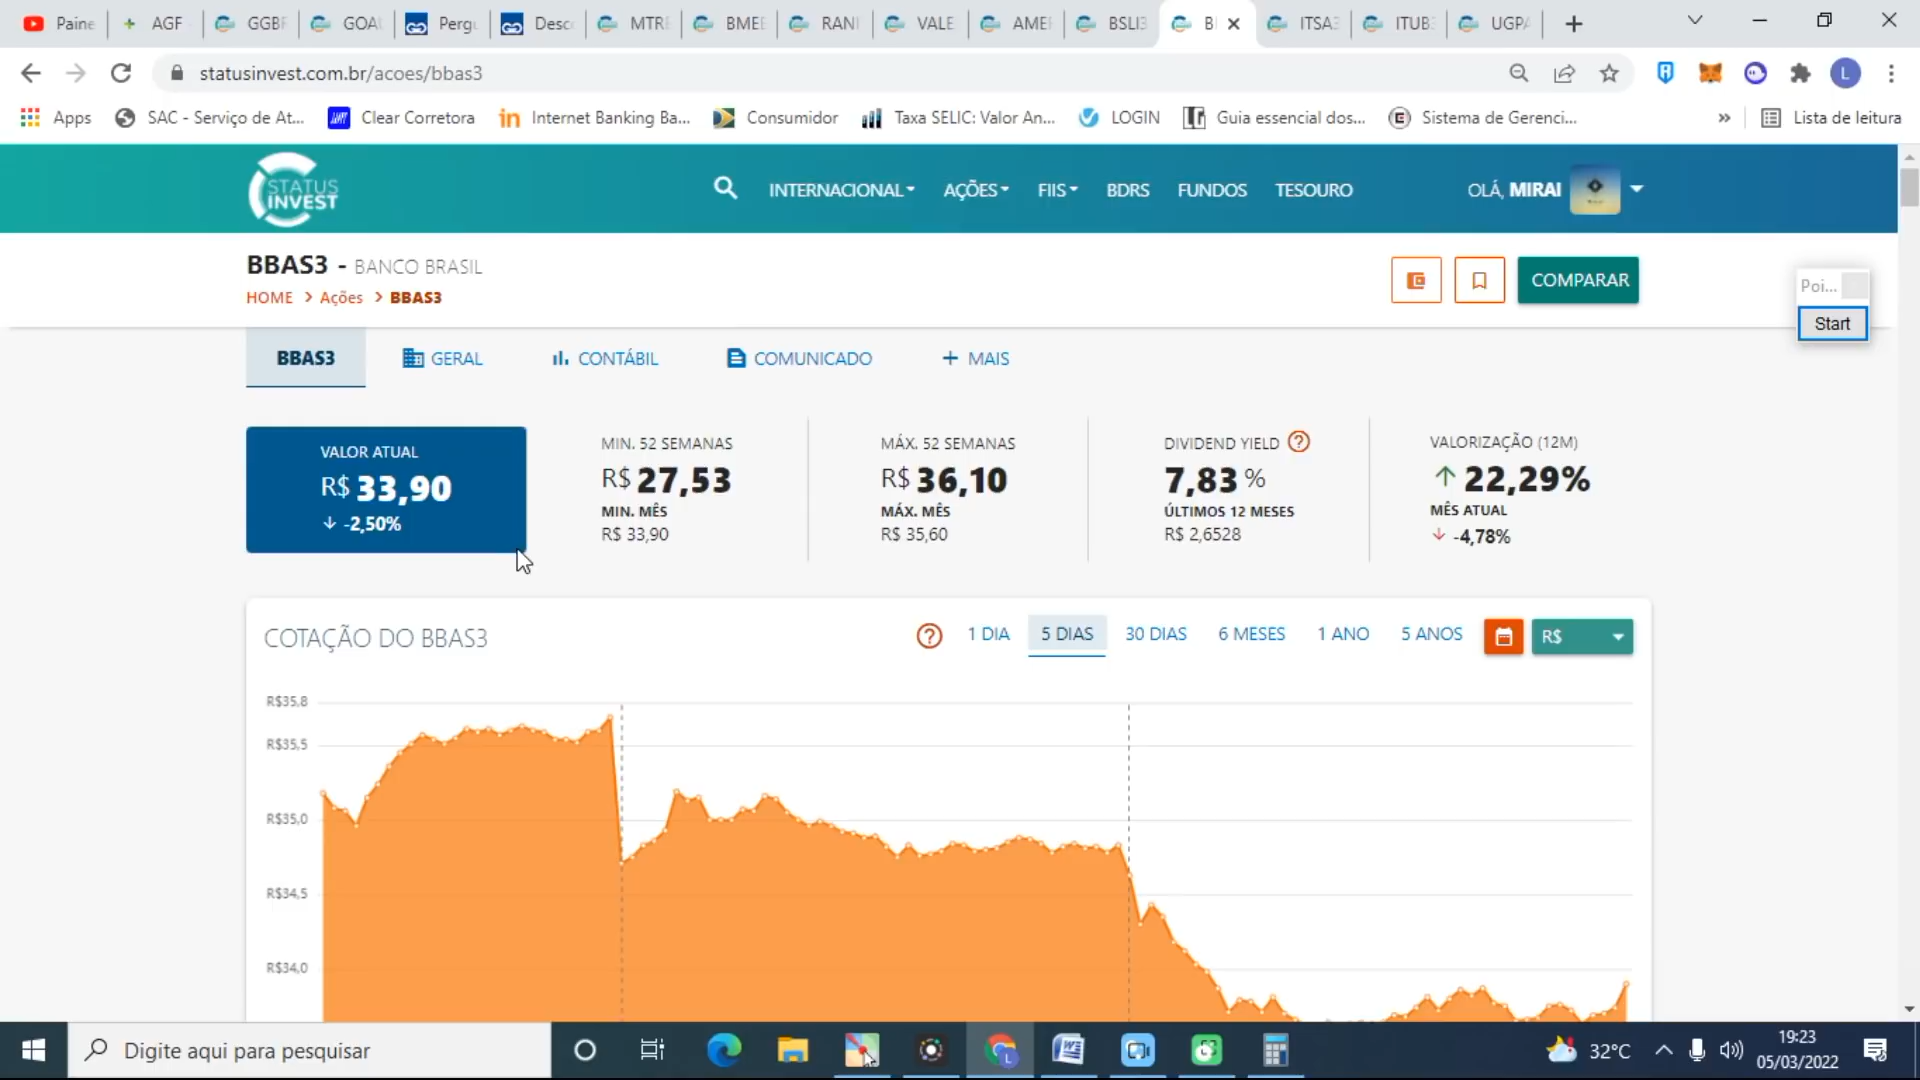 Paine
AGF
GGBR
GOAU
Pergu
Desco
MTRE
BMEB
RANI
VALE
AMER
BSLI3
BI
ITSA3
ITUB3
UGPA
statusinvest.com.br/acoes/bbas3
L
Apps
SAC - Serviço de At...
Clear Corretora
Internet Banking Ba...
Consumidor
Taxa SELIC: Valor An...
LOGIN
Guia essencial dos...
Sistema de Gerenci...
»
Lista de leitura
STATUS
INVEST
INTERNACIONAL
AÇÕES
FIIS
BDRS
FUNDOS
TESOURO
OLÁ, MIRAI
BBAS3 - BANCO BRASIL
HOME > Ações > BBAS3
COMPARAR
Poi...
Start
BBAS3
GERAL
CONTÁBIL
COMUNICADO
+ MAIS
VALOR ATUAL
R$ 33,90
-2,50%
MIN. 52 SEMANAS
R$ 27,53
MIN. MÊS
R$ 33,90
MÁX. 52 SEMANAS
R$ 36,10
MÁX. MÊS
R$ 35,60
DIVIDEND YIELD ?
7,83 %
ÚLTIMOS 12 MESES
R$ 2,6528
VALORIZAÇÃO (12M)
22,29%
MÊS ATUAL
-4,78%
COTAÇÃO DO BBAS3
?
1 DIA
5 DIAS
30 DIAS
6 MESES
1 ANO
5 ANOS
R$
R$35,8
R$35,5
R$35,0
R$34,5
R$34,0
Digite aqui para pesquisar
32°C
19:23
05/03/2022